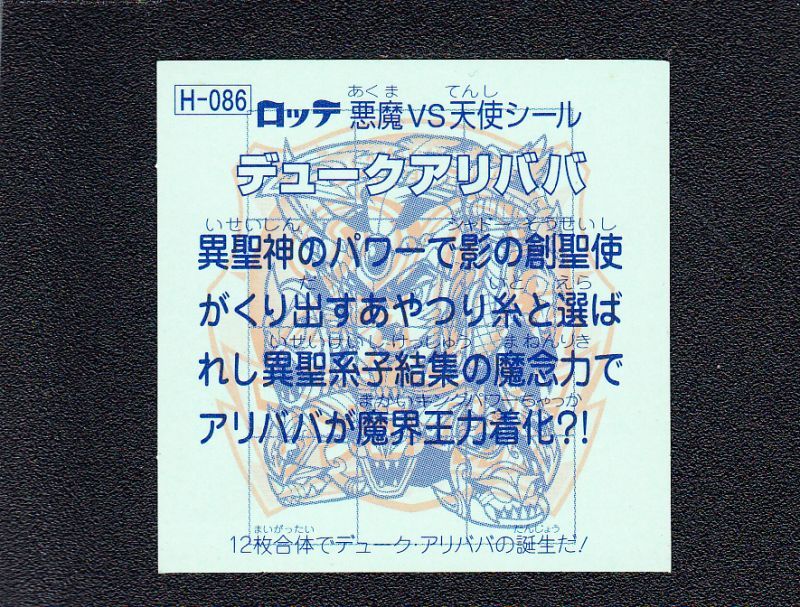 H-086
あくま てんし
ロッテ 悪魔VS天使シール
デュークアリババ
いせいしん シャドー そうせいし
異聖神のパワーで影の創聖使
だ いと えら
がくり出すあやつり糸と選ば
いせいけいしけっしゅう まねんりき
れし異聖系子結集の魔念力で
まかいキングパワーちゃっか
アリババが魔界王力着化?!
まいがったい たんじょう
12枚合体でデューク・アリババの誕生だ!